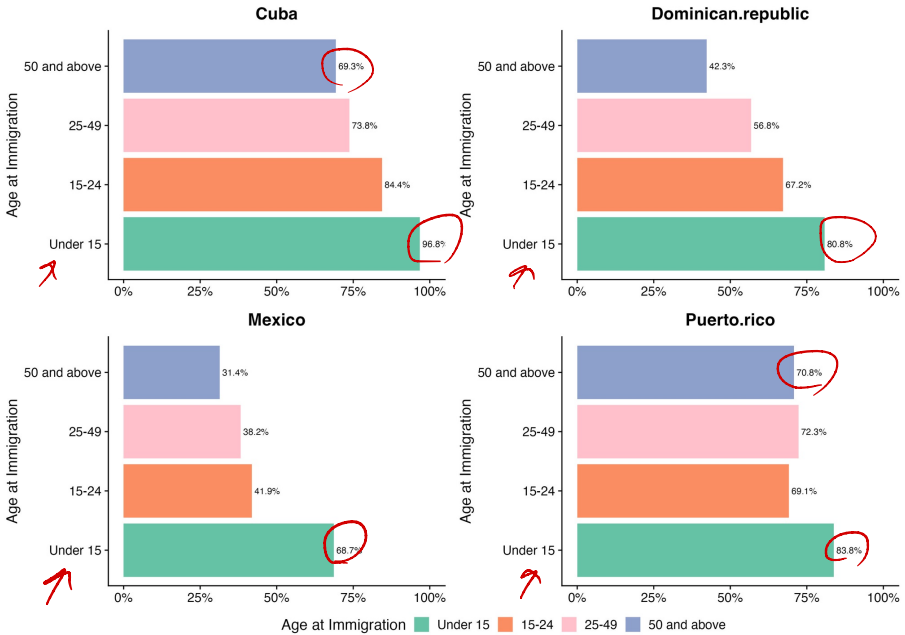 Cuba
Age at Immigration
50 and above
69.3%
25-49
73.8%
15-24
84.4%
Under 15
96.8%
0% 25% 50% 75% 100%
Dominican.republic
Age at Immigration
50 and above
42.3%
25-49
56.8%
15-24
67.2%
Under 15
80.8%
0% 25% 50% 75% 100%
Mexico
Age at Immigration
50 and above
31.4%
25-49
38.2%
15-24
41.9%
Under 15
68.7%
0% 25% 50% 75% 100%
Puerto.rico
Age at Immigration
50 and above
70.8%
25-49
72.3%
15-24
69.1%
Under 15
83.8%
0% 25% 50% 75% 100%
Age at Immigration Under 15 15-24 25-49 50 and above